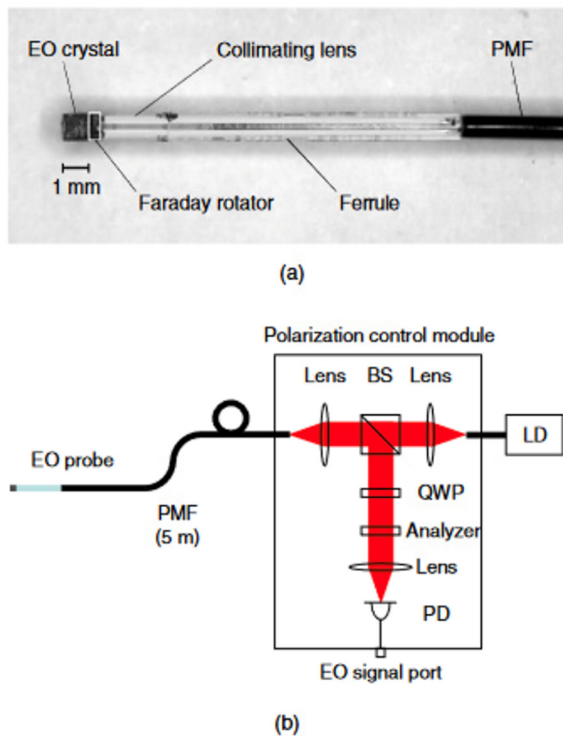 EO crystal
Collimating lens
PMF
1 mm
Faraday rotator
Ferrule
(a)
Polarization control module
Lens BS Lens
LD
EO probe
PMF
(5 m)
QWP
Analyzer
Lens
PD
EO signal port
(b)